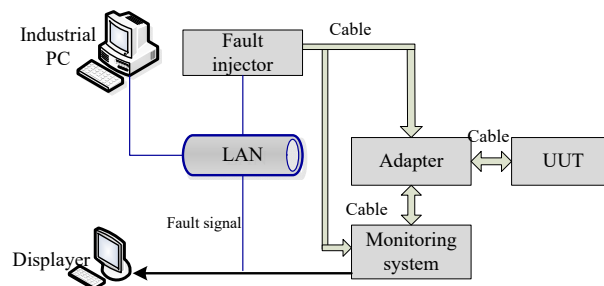 Industrial
PC
Fault
injector
Cable
LAN
Adapter
Cable
UUT
Cable
Fault signal
Monitoring
system
Displayer